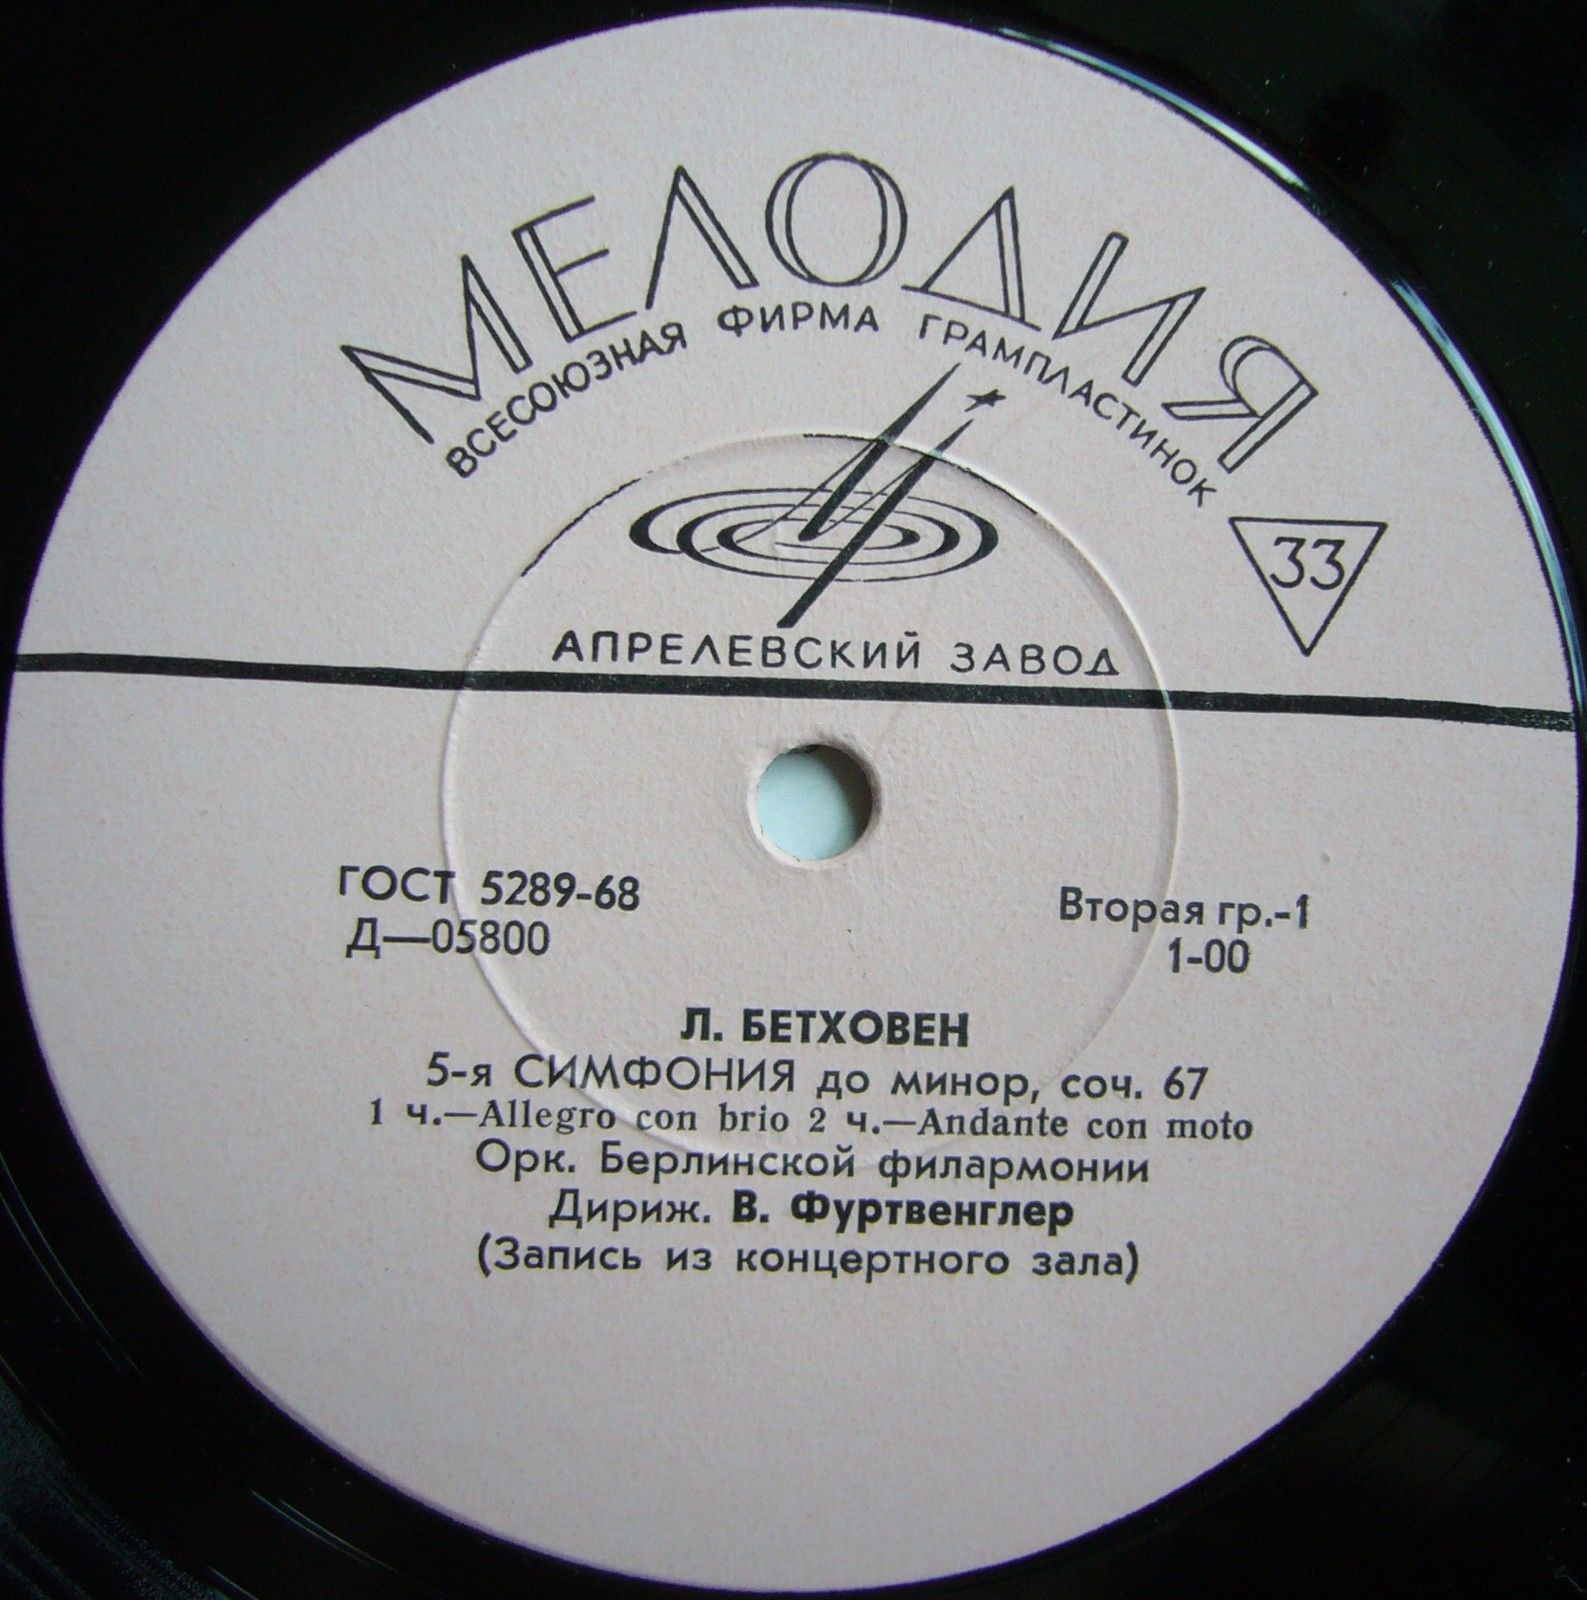 МЕЛОДИЯ
ВСЕСОЮЗНАЯ ФИРМА ГРАМПЛАСТИНОК
33
АПРЕЛЕВСКИЙ ЗАВОД
ГОСТ 5289-68
Д—05800
Вторая гр.-1
1-00
Л. БЕТХОВЕН
5-я СИМФОНИЯ до минор, соч. 67
1 ч.—Allegro con brio 2 ч.—Andante con moto
Орк. Берлинской филармонии
Дириж. В. Фуртвенглер
(Запись из концертного зала)